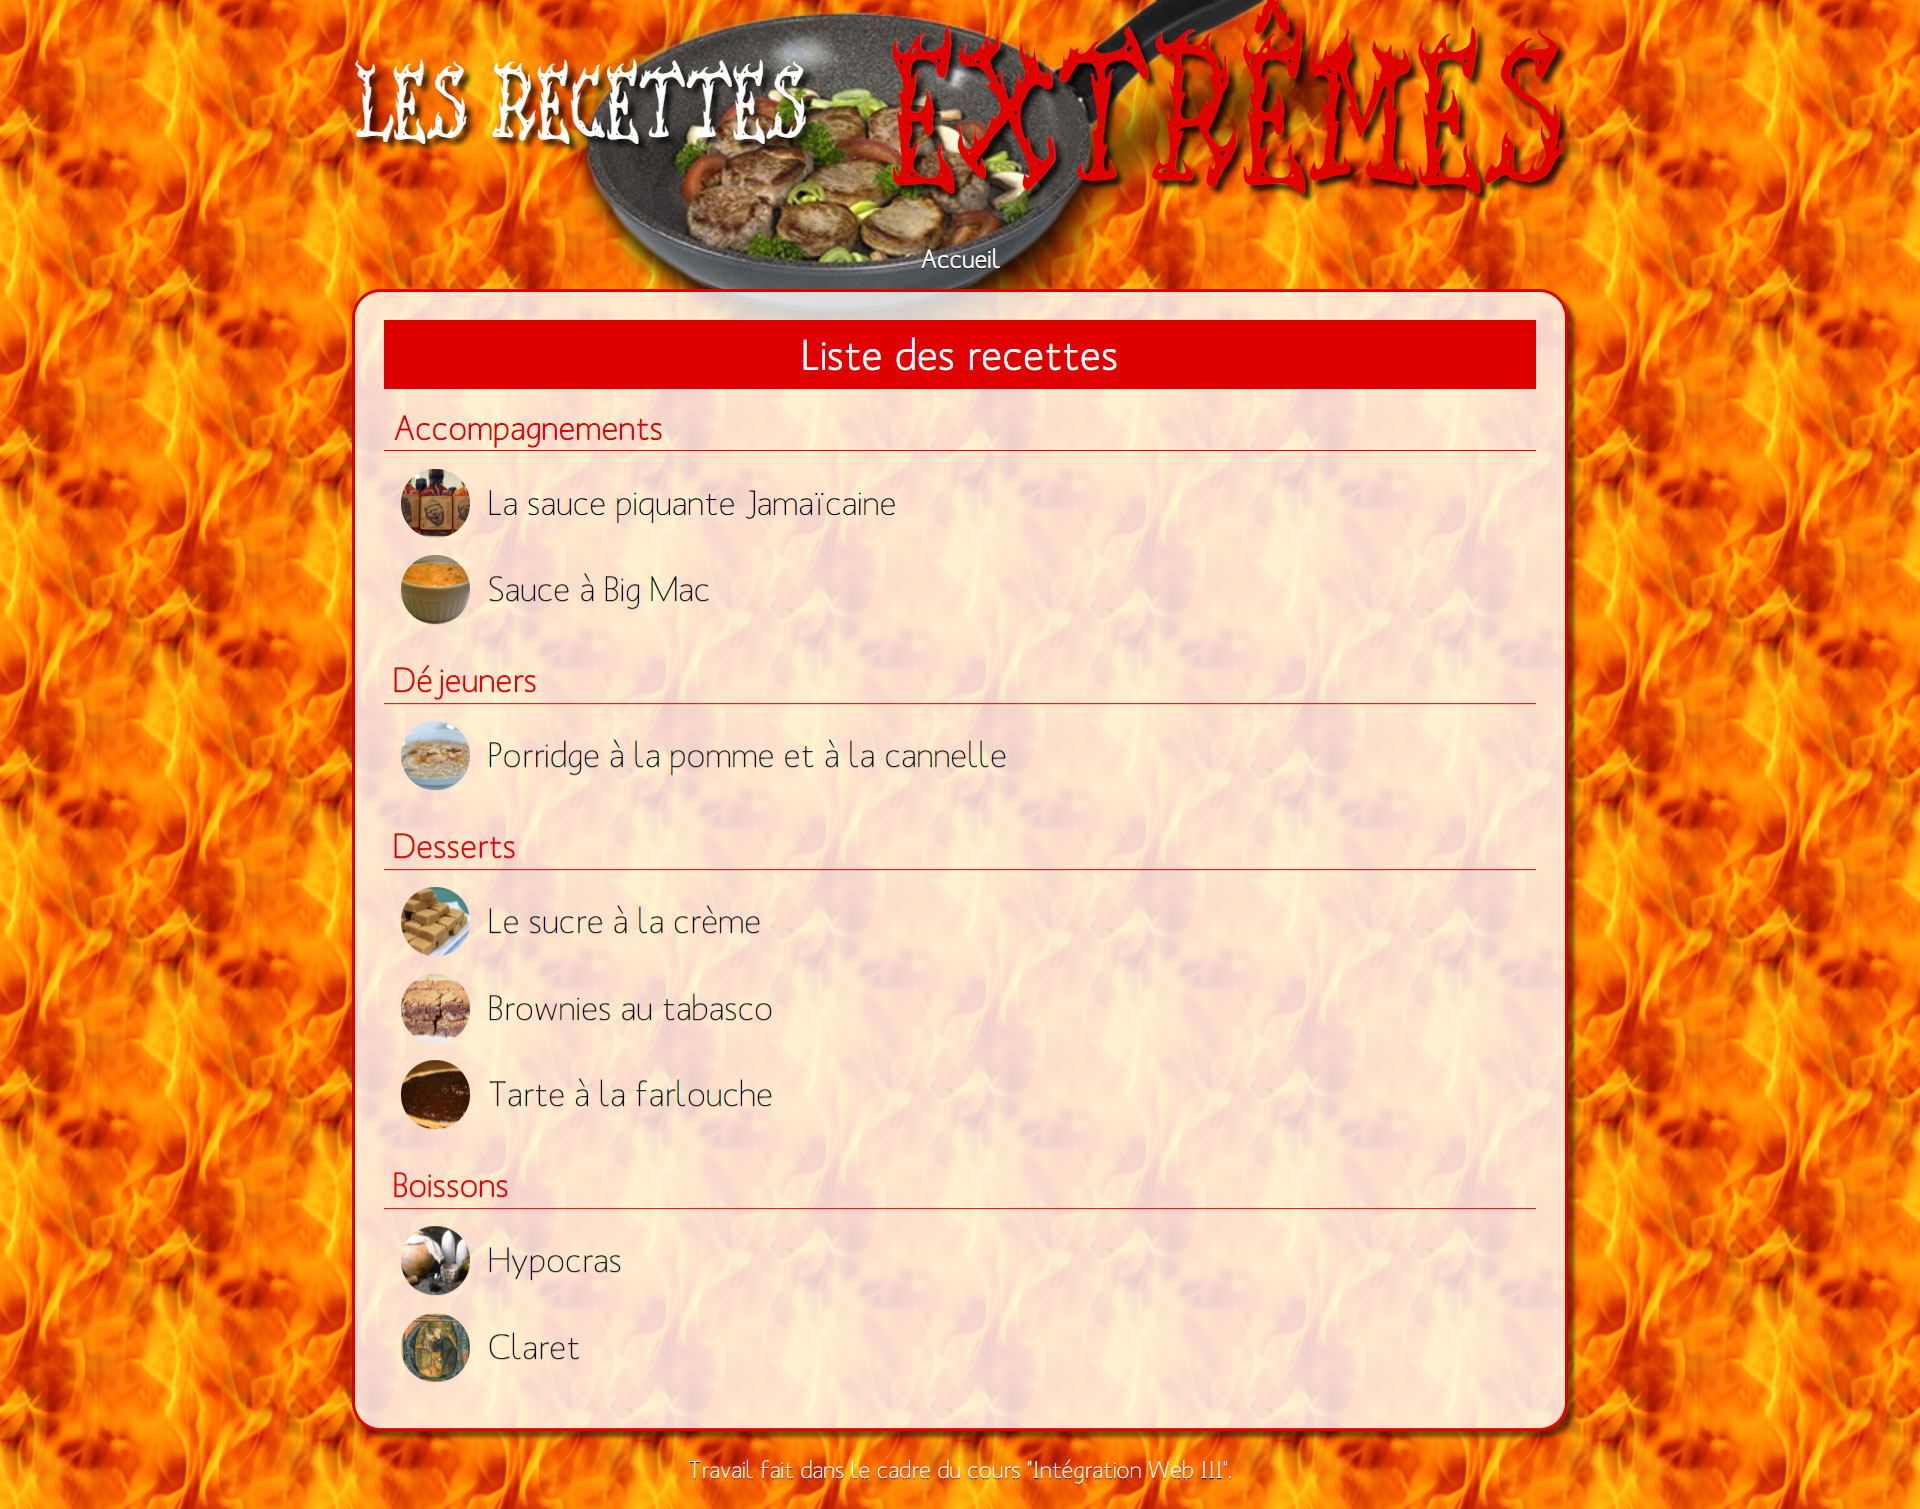 LES RECETTES EXTRÊMES
Accueil
Liste des recettes
Accompagnements
La sauce piquante Jamaïcaine
Sauce à Big Mac
Déjeuners
Porridge à la pomme et à la cannelle
Desserts
Le sucre à la crème
Brownies au tabasco
Tarte à la farlouche
Boissons
Hypocras
Claret
Travail fait dans le cadre du cours "Intégration Web III".